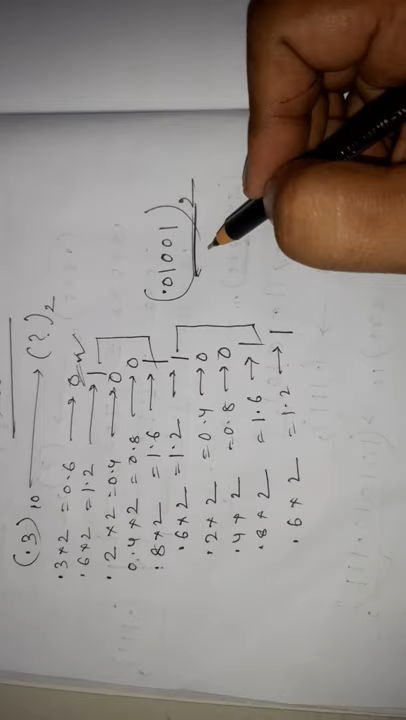 (.3)10 → (?)2
.3×2 = 0.6 → 0
.6×2 = 1.2 → 1
.2×2 = 0.4 → 0
0.4×2 = 0.8 → 0
.8×2 = 1.6 → 1
.6×2 = 1.2 → 1
.2×2 = 0.4 → 0
.4×2 = 0.8 → 0
.8×2 = 1.6 → 1
.6×2 = 1.2 → 1
(.01001)2